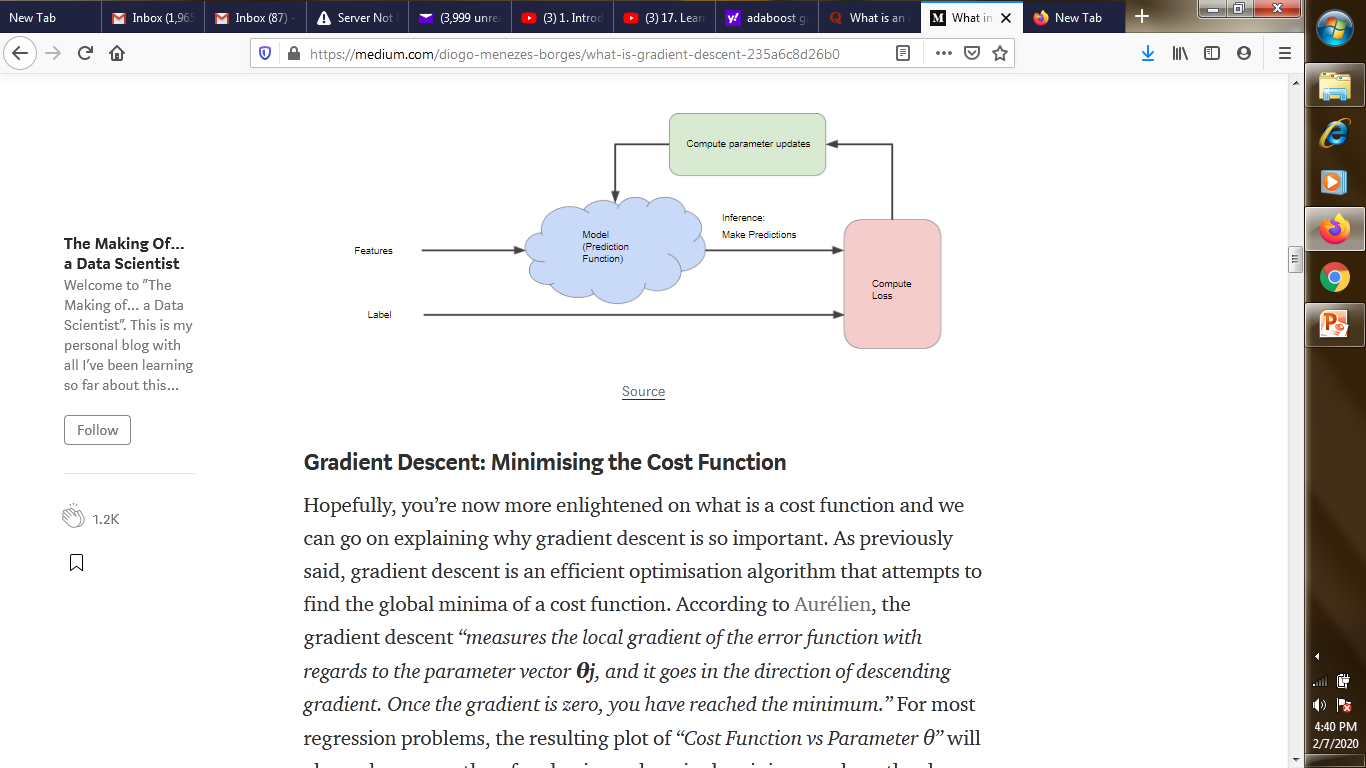 New Tab
Inbox (1,965
Inbox (87) -
Server Not
(3,999 unre
(3) 1. Introd
(3) 17. Lear
adaboost g
What is an
What in
New Tab
https://medium.com/diogo-menezes-borges/what-is-gradient-descent-235a6c8d26b0
Compute parameter updates
Inference:
Make Predictions
Model
(Prediction
Function)
Features
Compute
Loss
Label
Source
The Making Of…
a Data Scientist
Welcome to ”The
Making of… a Data
Scientist”. This is my
personal blog with
all I’ve been learning
so far about this…
Follow
1.2K
Gradient Descent: Minimising the Cost Function
Hopefully, you’re now more enlightened on what is a cost function and we
can go on explaining why gradient descent is so important. As previously
said, gradient descent is an efficient optimisation algorithm that attempts to
find the global minima of a cost function. According to Aurélien, the
gradient descent “measures the local gradient of the error function with
regards to the parameter vector θj, and it goes in the direction of descending
gradient. Once the gradient is zero, you have reached the minimum.” For most
regression problems, the resulting plot of “Cost Function vs Parameter θ” will
4:40 PM
2/7/2020